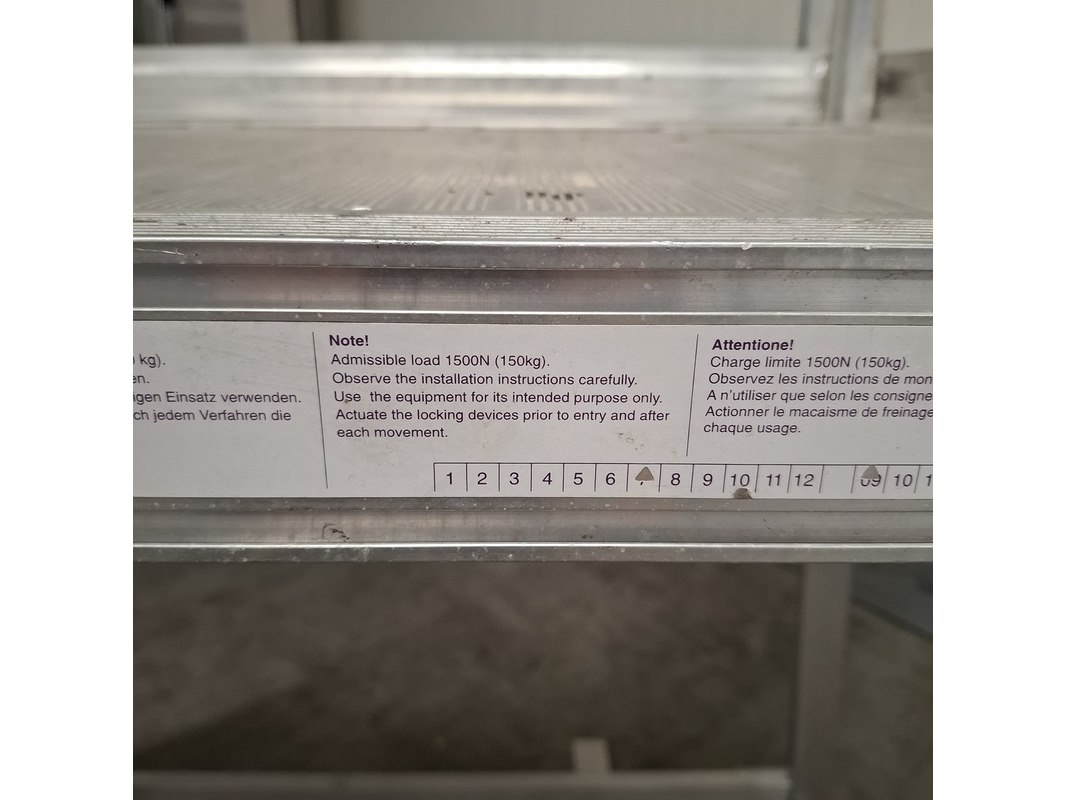 kg).
en.
igen Einsatz verwenden.
ch jedem Verfahren die
Note!
Admissible load 1500N (150kg).
Observe the installation instructions carefully.
Use the equipment for its intended purpose only.
Actuate the locking devices prior to entry and after
each movement.
Attentione!
Charge limite 1500N (150kg).
Observez les instructions de mon
A n'utiliser que selon les consigne
Actionner le macaisme de freinage
chaque usage.
1 2 3 4 5 6 8 9 10 11 12 09 10 1